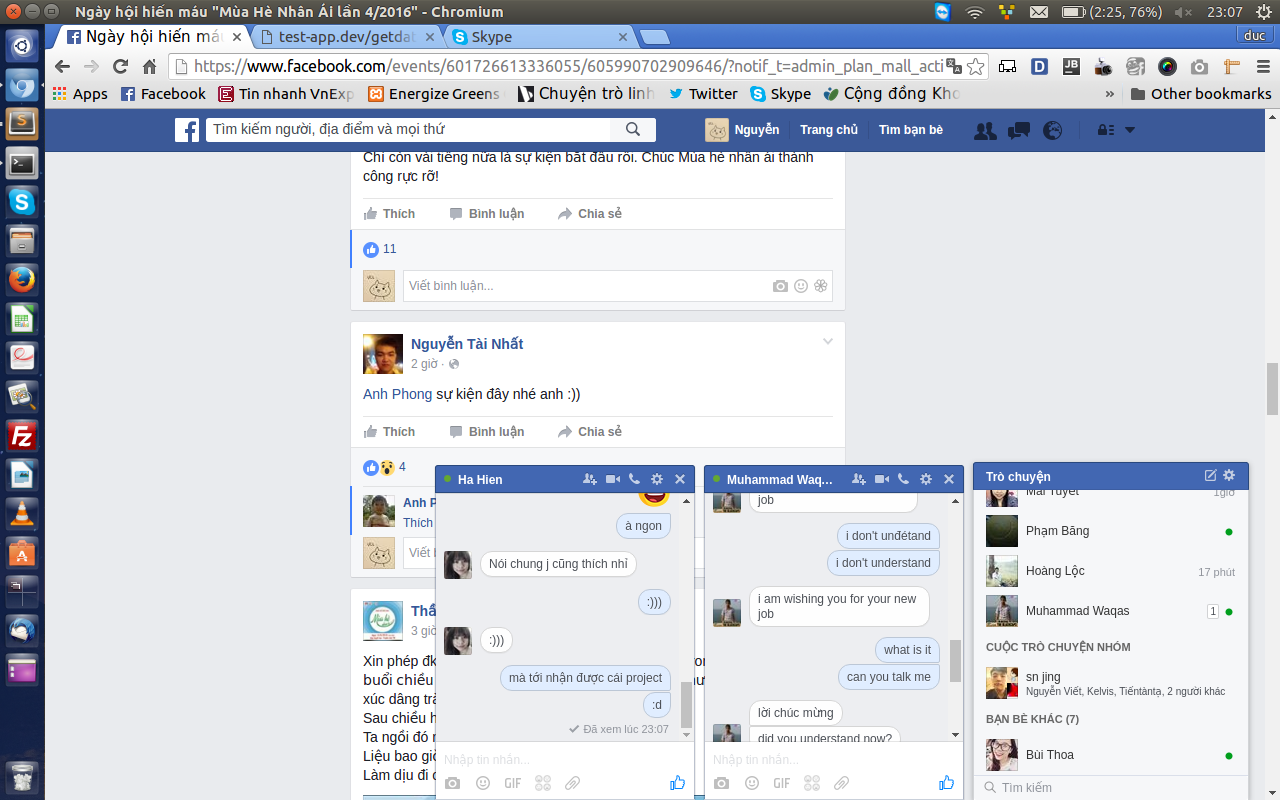 Ngày hội hiến máu "Mùa Hè Nhân Ái lần 4/2016" - Chromium
(2:25, 76%)
23:07
Ngày hội hiến má
test-app.dev/getdat
Skype
duc
https://www.facebook.com/events/601726613336055/605990702909646/?notif_t=admin_plan_mall_acti
Apps
Facebook
Tin nhanh VnExp
Energize Greens
Chuyện trò linh
Twitter
Skype
Cộng đồng Kho
»
Other bookmarks
Tìm kiếm người, địa điểm và mọi thứ
Nguyễn
Trang chủ
Tìm bạn bè
Chỉ còn vài tiếng nữa là sự kiện bắt đầu rồi. Chúc Mùa hè nhân ái thành
công rực rỡ!
Thích
Bình luận
Chia sẻ
11
Viết bình luận...
Nguyễn Tài Nhất
2 giờ ·
Anh Phong sự kiện đây nhé anh :))
Thích
Bình luận
Chia sẻ
4
Anh P
Thích
Viết
Thầ
3 giờ
Xin phép đk
buổi chiều
xúc dâng trà
Sau chiều h
Ta ngồi đó n
Liệu bao giờ
Làm dịu đi c
Ha Hien
à ngon
Nói chung j cũng thích nhỉ
:)))
:)))
mà tới nhận được cái project
:d
Đã xem lúc 23:07
Nhập tin nhắn...
GIF
Muhammad Waq...
job
i don't unđétand
i don't understand
i am wishing you for your new
job
what is it
can you talk me
lời chúc mừng
did you understand now?
Nhập tin nhắn...
GIF
Trò chuyện
Mai Tuyết
1giờ
Phạm Băng
Hoàng Lộc
17 phút
Muhammad Waqas
1
CUỘC TRÒ CHUYỆN NHÓM
sn jing
Nguyễn Viết, Kelvis, Tiếntàntạ, 2 người khác
BẠN BÈ KHÁC (7)
Bùi Thoa
Tìm kiếm